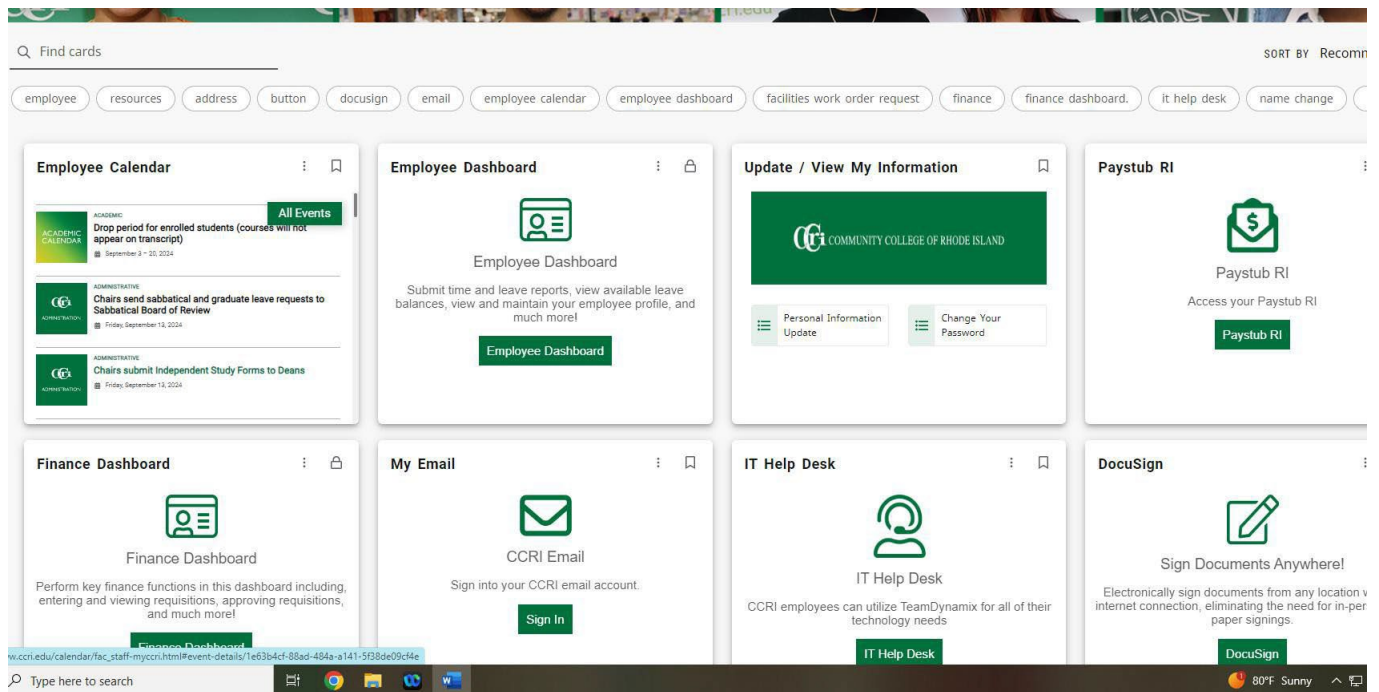 ri.edu
Find cards
SORT BY Recomm
employee resources address button docusign email employee calendar employee dashboard facilities work order request finance finance dashboard. it help desk name change
Employee Calendar
All Events
ACADEMIC CALENDAR
ACADEMIC
Drop period for enrolled students (courses will not
appear on transcript)
September 3 - 20, 2024
CCRi
ADMINISTRATION
ADMINISTRATIVE
Chairs send sabbatical and graduate leave requests to
Sabbatical Board of Review
Friday, September 13, 2024
CCRi
ADMINISTRATION
ADMINISTRATIVE
Chairs submit Independent Study Forms to Deans
Friday, September 13, 2024
Employee Dashboard
Employee Dashboard
Submit time and leave reports, view available leave
balances, view and maintain your employee profile, and
much more!
Employee Dashboard
Update / View My Information
CCRi COMMUNITY COLLEGE OF RHODE ISLAND
Personal Information
Update
Change Your
Password
Paystub RI
Paystub RI
Access your Paystub RI
Paystub RI
Finance Dashboard
Finance Dashboard
Perform key finance functions in this dashboard including,
entering and viewing requisitions, approving requisitions,
and much more!
Finance Dashboard
My Email
CCRI Email
Sign into your CCRI email account.
Sign In
IT Help Desk
IT Help Desk
CCRI employees can utilize TeamDynamix for all of their
technology needs
IT Help Desk
DocuSign
Sign Documents Anywhere!
Electronically sign documents from any location w
internet connection, eliminating the need for in-per
paper signings.
DocuSign
w.ccri.edu/calendar/fac_staff-myccri.html#event-details/1e63b4cf-88ad-484a-a141-5f38de09cf4e
Type here to search
80°F Sunny